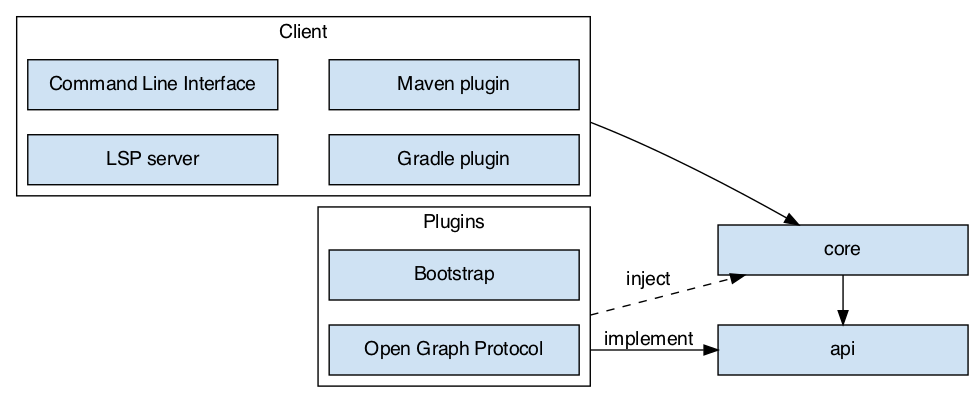 Client
Command Line Interface
Maven plugin
LSP server
Gradle plugin
Plugins
Bootstrap
Open Graph Protocol
inject
implement
core
api